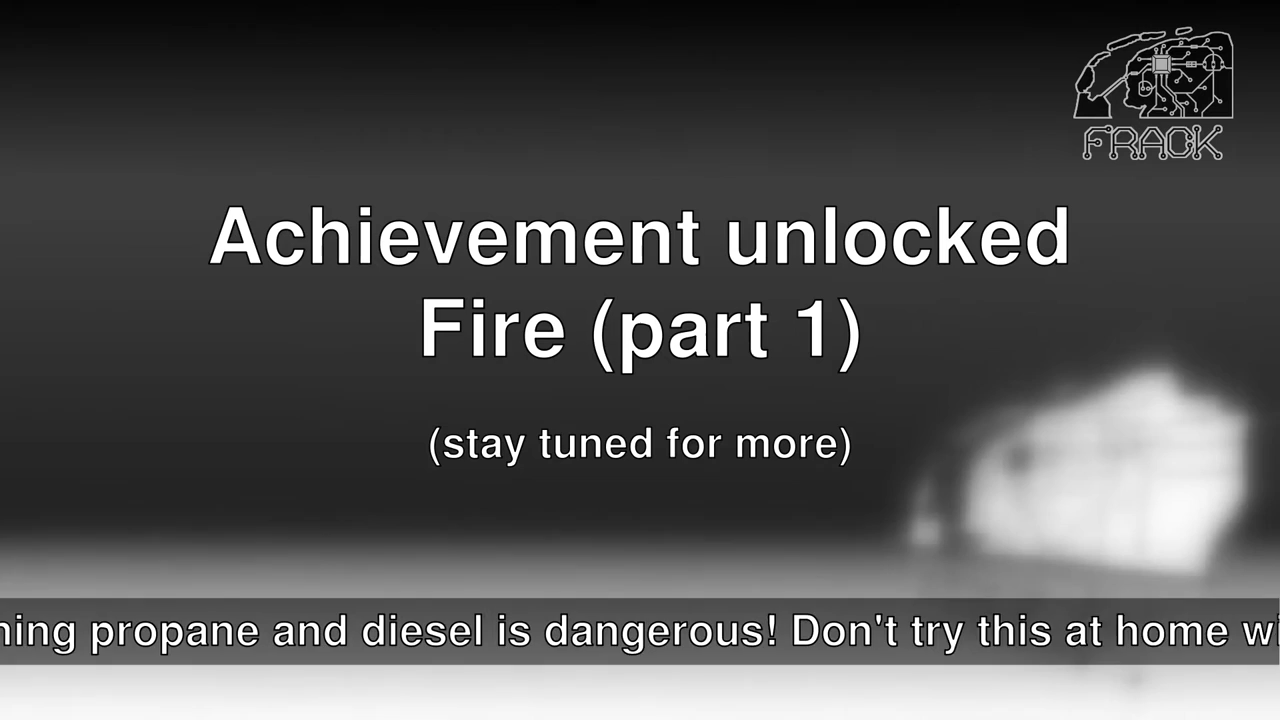 FRACK
Achievement unlocked
Fire (part 1)
(stay tuned for more)
propane and diesel is dangerous! Don't try this at home